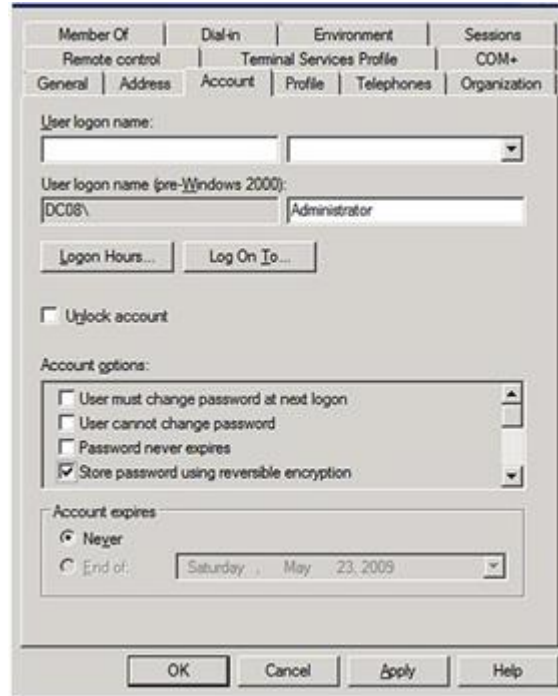 Member Of Dial-in Environment Sessions
Remote control Terminal Services Profile COM+
General Address Account Profile Telephones Organization
User logon name:
User logon name (pre-Windows 2000):
DC08\ Administrator
Logon Hours... Log On To...
Unlock account
Account options:
User must change password at next logon
User cannot change password
Password never expires
Store password using reversible encryption
Account expires
Never
End of: Saturday , May 23, 2009
OK Cancel Apply Help